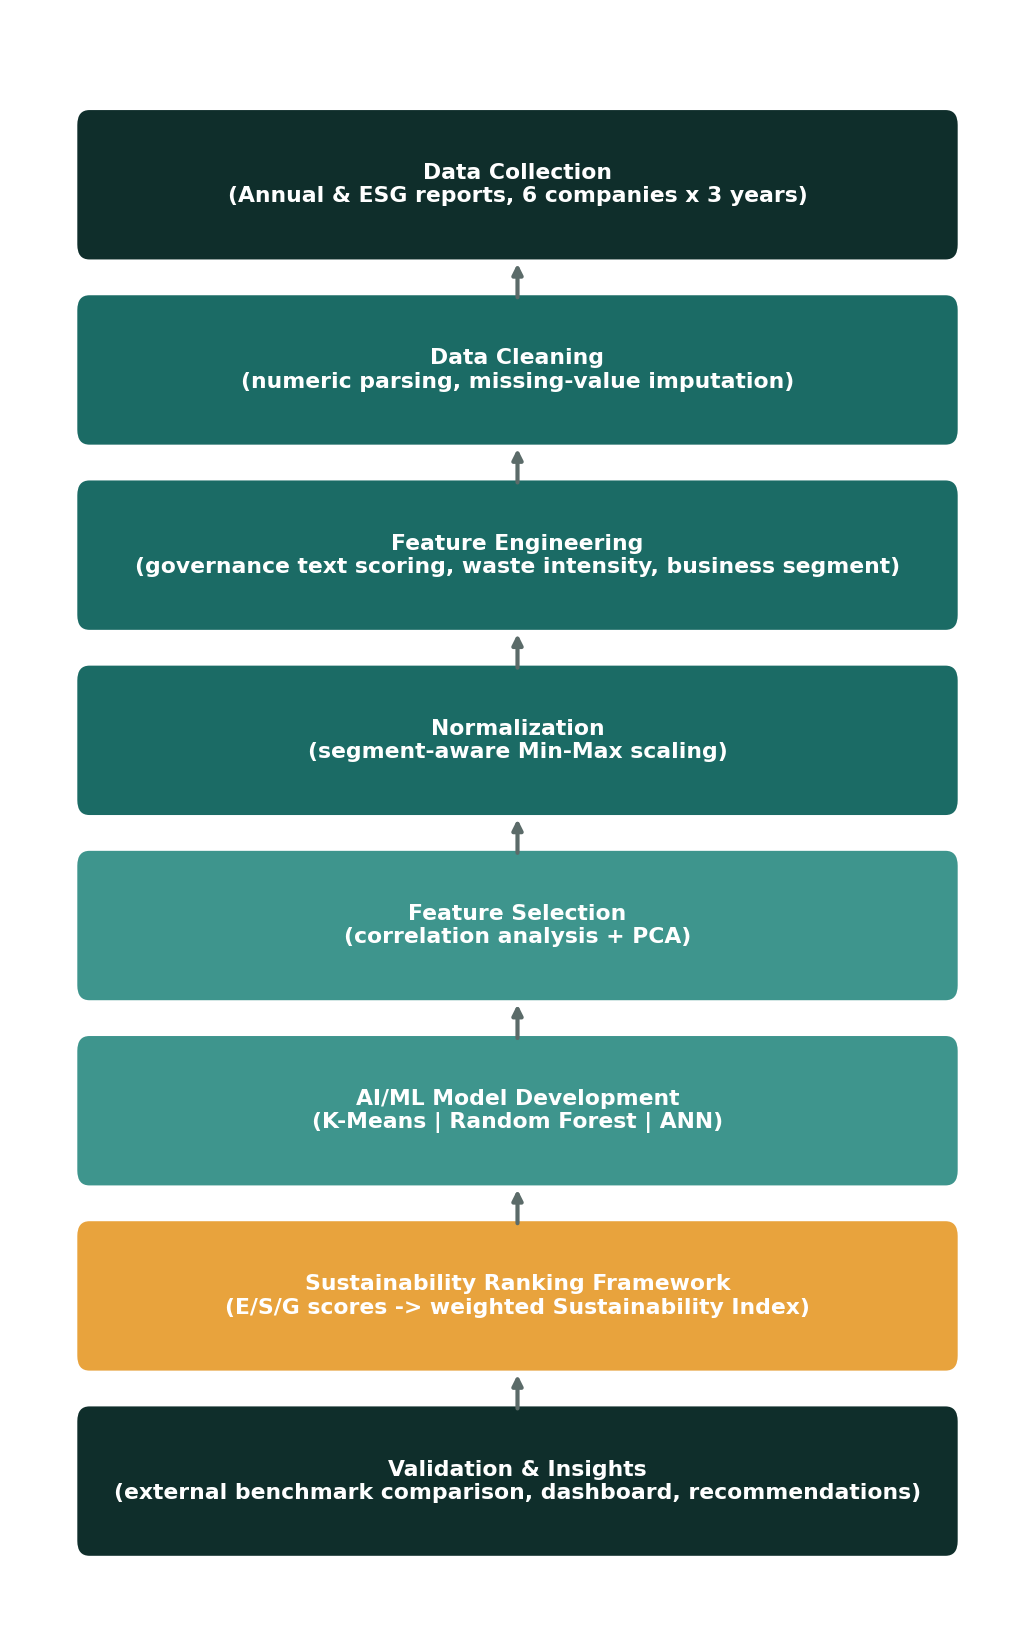 Data Collection
(Annual & ESG reports, 6 companies x 3 years)
Data Cleaning
(numeric parsing, missing-value imputation)
Feature Engineering
(governance text scoring, waste intensity, business segment)
Normalization
(segment-aware Min-Max scaling)
Feature Selection
(correlation analysis + PCA)
AI/ML Model Development
(K-Means | Random Forest | ANN)
Sustainability Ranking Framework
(E/S/G scores -> weighted Sustainability Index)
Validation & Insights
(external benchmark comparison, dashboard, recommendations)